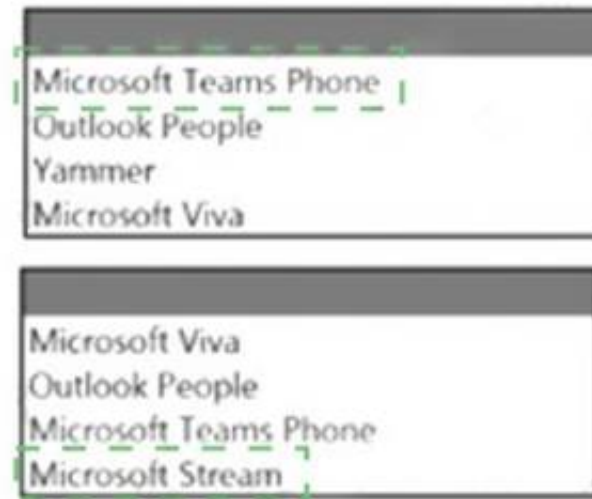 Microsoft Teams Phone
Outlook People
Yammer
Microsoft Viva
Microsoft Viva
Outlook People
Microsoft Teams Phone
Microsoft Stream